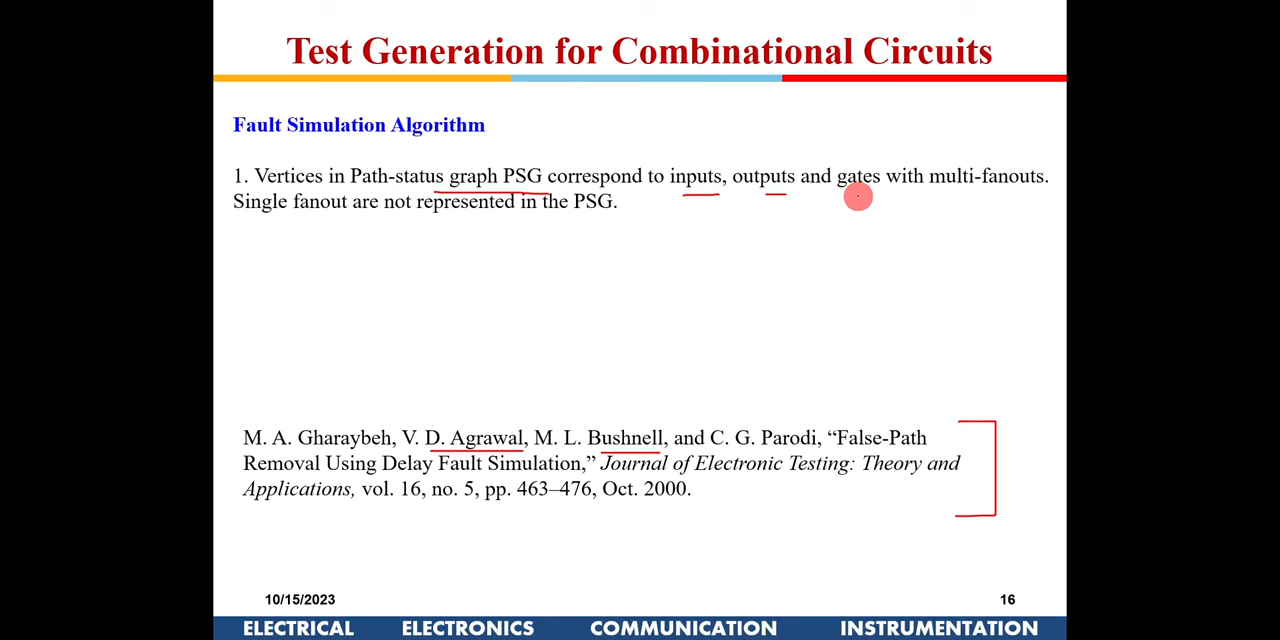 Test Generation for Combinational Circuits
Fault Simulation Algorithm
1. Vertices in Path-status graph PSG correspond to inputs, outputs and gates with multi-fanouts.
Single fanout are not represented in the PSG.
M. A. Gharaybeh, V. D. Agrawal, M. L. Bushnell, and C. G. Parodi, “False-Path
Removal Using Delay Fault Simulation,” Journal of Electronic Testing: Theory and
Applications, vol. 16, no. 5, pp. 463–476, Oct. 2000.
10/15/2023 16
ELECTRICAL ELECTRONICS COMMUNICATION INSTRUMENTATION